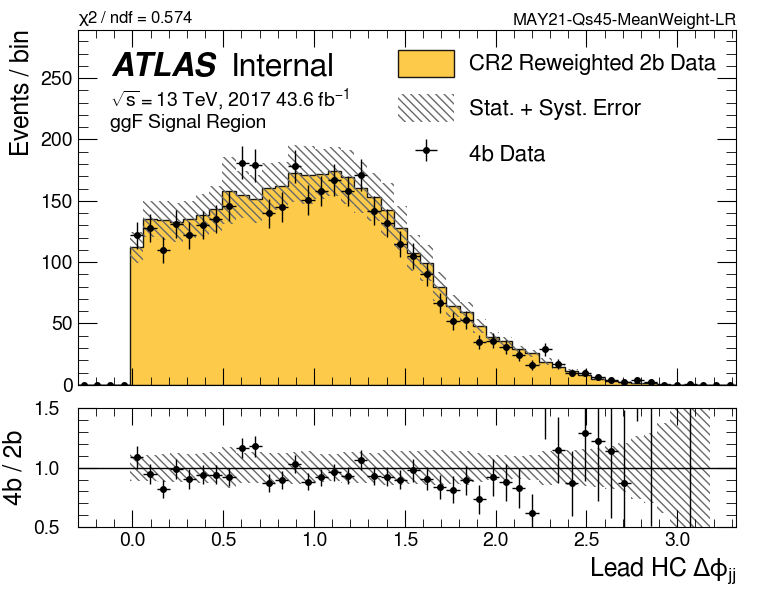 χ2 / ndf = 0.574
MAY21-Qs45-MeanWeight-LR
ATLAS Internal
√s = 13 TeV, 2017 43.6 fb⁻¹
ggF Signal Region
CR2 Reweighted 2b Data
Stat. + Syst. Error
4b Data
Events / bin
250
200
150
100
50
0
4b / 2b
1.5
1.0
0.5
0.0 0.5 1.0 1.5 2.0 2.5 3.0
Lead HC Δϕjj